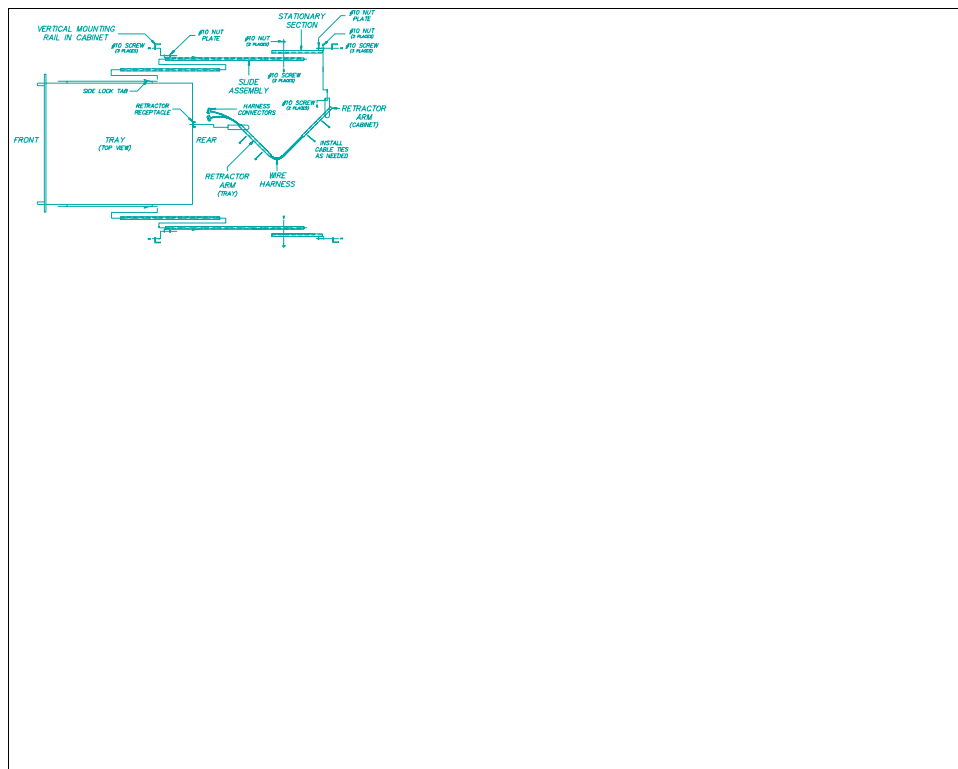 VERTICAL MOUNTING
RAIL IN CABINET
#10 SCREW
(2 PLACES)
#10 NUT
PLATE
STATIONARY
SECTION
#10 NUT
(2 PLACES)
#10 NUT
PLATE
#10 NUT
(2 PLACES)
#10 SCREW
(2 PLACES)
#10 SCREW
(2 PLACES)
SLIDE
ASSEMBLY
SIDE LOCK TAB
RETRACTOR
RECEPTACLE
HARNESS
CONNECTORS
#10 SCREW
(2 PLACES)
RETRACTOR
ARM
(CABINET)
FRONT
TRAY
(TOP VIEW)
REAR
INSTALL
CABLE TIES
AS NEEDED
RETRACTOR
ARM
(TRAY)
WIRE
HARNESS